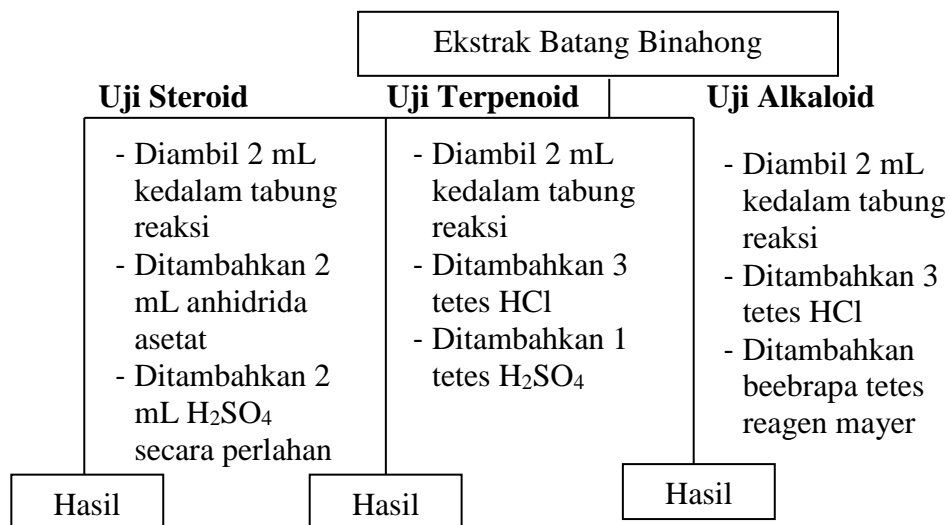 Ekstrak Batang Binahong
Uji Steroid
- Diambil 2 mL
kedalam tabung
reaksi
- Ditambahkan 2
mL anhidrida
asetat
- Ditambahkan 2
mL H₂SO₄
secara perlahan
Hasil
Uji Terpenoid
- Diambil 2 mL
kedalam tabung
reaksi
- Ditambahkan 3
tetes HCl
- Ditambahkan 1
tetes H₂SO₄
Hasil
Uji Alkaloid
- Diambil 2 mL
kedalam tabung
reaksi
- Ditambahkan 3
tetes HCl
- Ditambahkan
beebrapa tetes
reagen mayer
Hasil